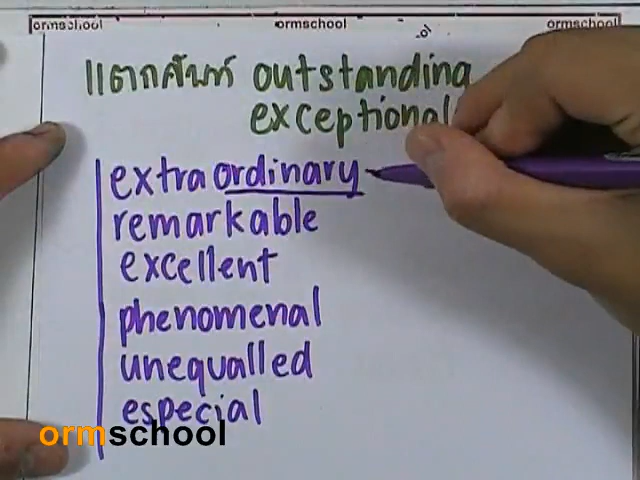 ormschool ormschool ormschool
แตกศัพท์ outstanding
exceptional
extraordinary
remarkable
excellent
phenomenal
unequalled
especial
ormschool